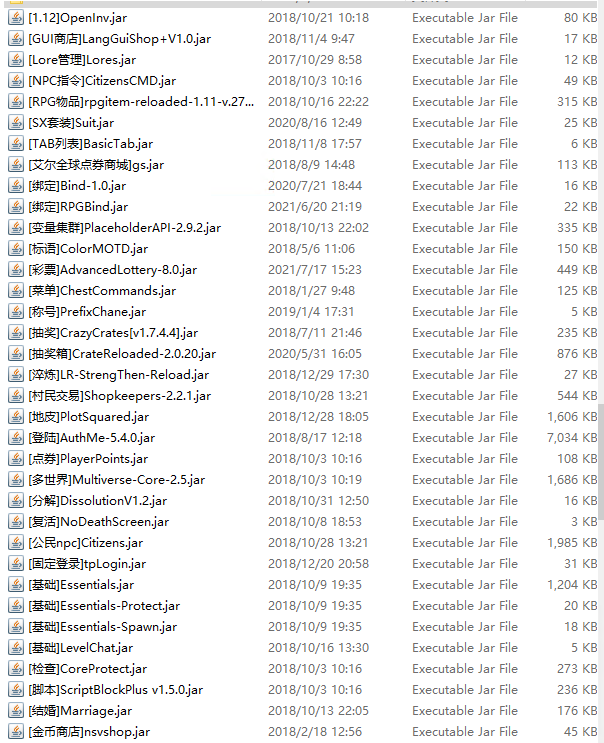 [1.12]OpenInv.jar 2018/10/21 10:18 Executable Jar File 80 KB
[GUI商店]LangGuiShop+V1.0.jar 2018/11/4 9:47 Executable Jar File 17 KB
[Lore管理]Lores.jar 2017/10/29 8:58 Executable Jar File 12 KB
[NPC指令]CitizensCMD.jar 2018/10/3 10:16 Executable Jar File 49 KB
[RPG物品]rpgitem-reloaded-1.11-v.27... 2018/10/16 22:22 Executable Jar File 315 KB
[SX套装]Suit.jar 2020/8/16 12:49 Executable Jar File 25 KB
[TAB列表]BasicTab.jar 2018/11/8 17:57 Executable Jar File 6 KB
[艾尔全球点券商城]gs.jar 2018/8/9 14:48 Executable Jar File 113 KB
[绑定]Bind-1.0.jar 2020/7/21 18:44 Executable Jar File 16 KB
[绑定]RPGBind.jar 2021/6/20 21:19 Executable Jar File 22 KB
[变量集群]PlaceholderAPI-2.9.2.jar 2018/10/13 22:02 Executable Jar File 335 KB
[标语]ColorMOTD.jar 2018/5/6 11:06 Executable Jar File 150 KB
[彩票]AdvancedLottery-8.0.jar 2021/7/17 15:23 Executable Jar File 449 KB
[菜单]ChestCommands.jar 2018/1/27 9:48 Executable Jar File 125 KB
[称号]PrefixChane.jar 2019/1/4 17:31 Executable Jar File 5 KB
[抽奖]CrazyCrates[v1.7.4.4].jar 2018/7/11 21:46 Executable Jar File 235 KB
[抽奖箱]CrateReloaded-2.0.20.jar 2020/5/31 16:05 Executable Jar File 876 KB
[淬炼]LR-StrengThen-Reload.jar 2018/12/29 17:30 Executable Jar File 27 KB
[村民交易]Shopkeepers-2.2.1.jar 2018/10/28 13:21 Executable Jar File 544 KB
[地皮]PlotSquared.jar 2018/12/28 18:05 Executable Jar File 1,606 KB
[登陆]AuthMe-5.4.0.jar 2018/8/17 12:18 Executable Jar File 7,034 KB
[点券]PlayerPoints.jar 2018/10/3 10:16 Executable Jar File 108 KB
[多世界]Multiverse-Core-2.5.jar 2018/10/3 10:19 Executable Jar File 1,686 KB
[分解]DissolutionV1.2.jar 2018/10/31 12:50 Executable Jar File 16 KB
[复活]NoDeathScreen.jar 2018/10/8 18:53 Executable Jar File 3 KB
[公民npc]Citizens.jar 2018/10/28 13:21 Executable Jar File 1,985 KB
[固定登录]tpLogin.jar 2018/12/20 20:58 Executable Jar File 31 KB
[基础]Essentials.jar 2018/10/9 19:35 Executable Jar File 1,204 KB
[基础]Essentials-Protect.jar 2018/10/9 19:35 Executable Jar File 20 KB
[基础]Essentials-Spawn.jar 2018/10/9 19:35 Executable Jar File 18 KB
[基础]LevelChat.jar 2018/10/16 13:30 Executable Jar File 5 KB
[检查]CoreProtect.jar 2018/10/3 10:16 Executable Jar File 273 KB
[脚本]ScriptBlockPlus v1.5.0.jar 2018/10/3 10:16 Executable Jar File 236 KB
[结婚]Marriage.jar 2018/10/13 22:05 Executable Jar File 176 KB
[金币商店]nsvshop.jar 2018/2/18 12:56 Executable Jar File 45 KB